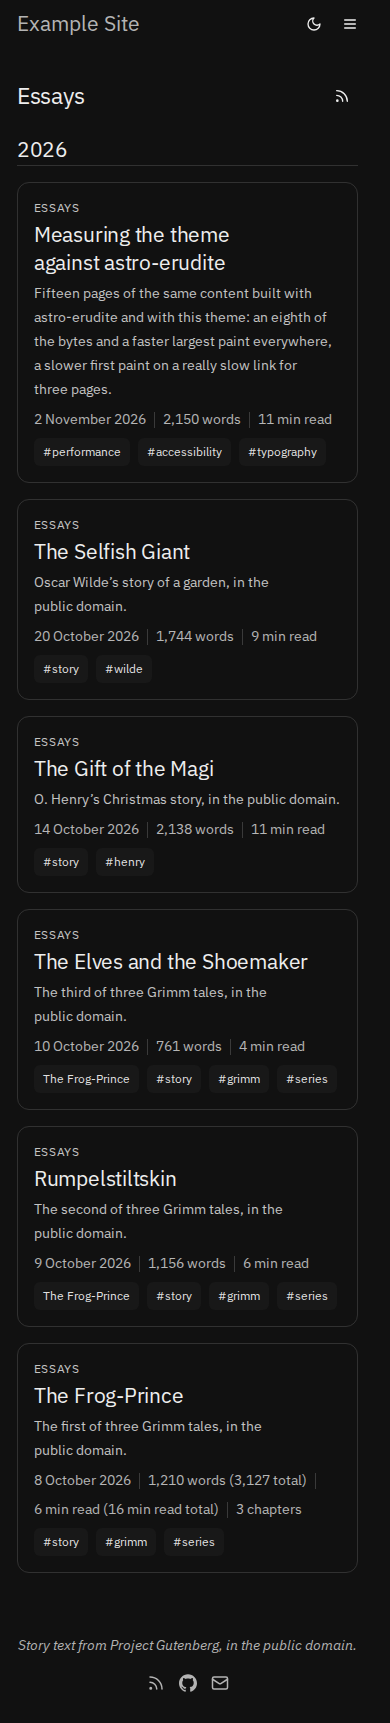 Example Site
Essays
2026
ESSAYS
Measuring the theme
against astro-erudite
Fifteen pages of the same content built with
astro-erudite and with this theme: an eighth of
the bytes and a faster largest paint everywhere,
a slower first paint on a really slow link for
three pages.
2 November 2026 | 2,150 words | 11 min read
#performance #accessibility #typography
ESSAYS
The Selfish Giant
Oscar Wilde’s story of a garden, in the
public domain.
20 October 2026 | 1,744 words | 9 min read
#story #wilde
ESSAYS
The Gift of the Magi
O. Henry’s Christmas story, in the public domain.
14 October 2026 | 2,138 words | 11 min read
#story #henry
ESSAYS
The Elves and the Shoemaker
The third of three Grimm tales, in the
public domain.
10 October 2026 | 761 words | 4 min read
The Frog-Prince #story #grimm #series
ESSAYS
Rumpelstiltskin
The second of three Grimm tales, in the
public domain.
9 October 2026 | 1,156 words | 6 min read
The Frog-Prince #story #grimm #series
ESSAYS
The Frog-Prince
The first of three Grimm tales, in the
public domain.
8 October 2026 | 1,210 words (3,127 total) |
6 min read (16 min read total) | 3 chapters
#story #grimm #series
Story text from Project Gutenberg, in the public domain.